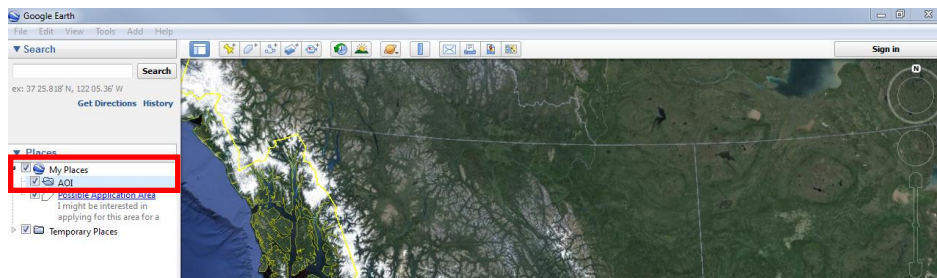 Google Earth
File Edit View Tools Add Help
Search
Sign in
Search
ex: 37 25.818' N, 122 05.36' W
Get Directions History
Places
My Places
AOI
Possible Application Area
I might be interested in
applying for this area for a
Temporary Places
N